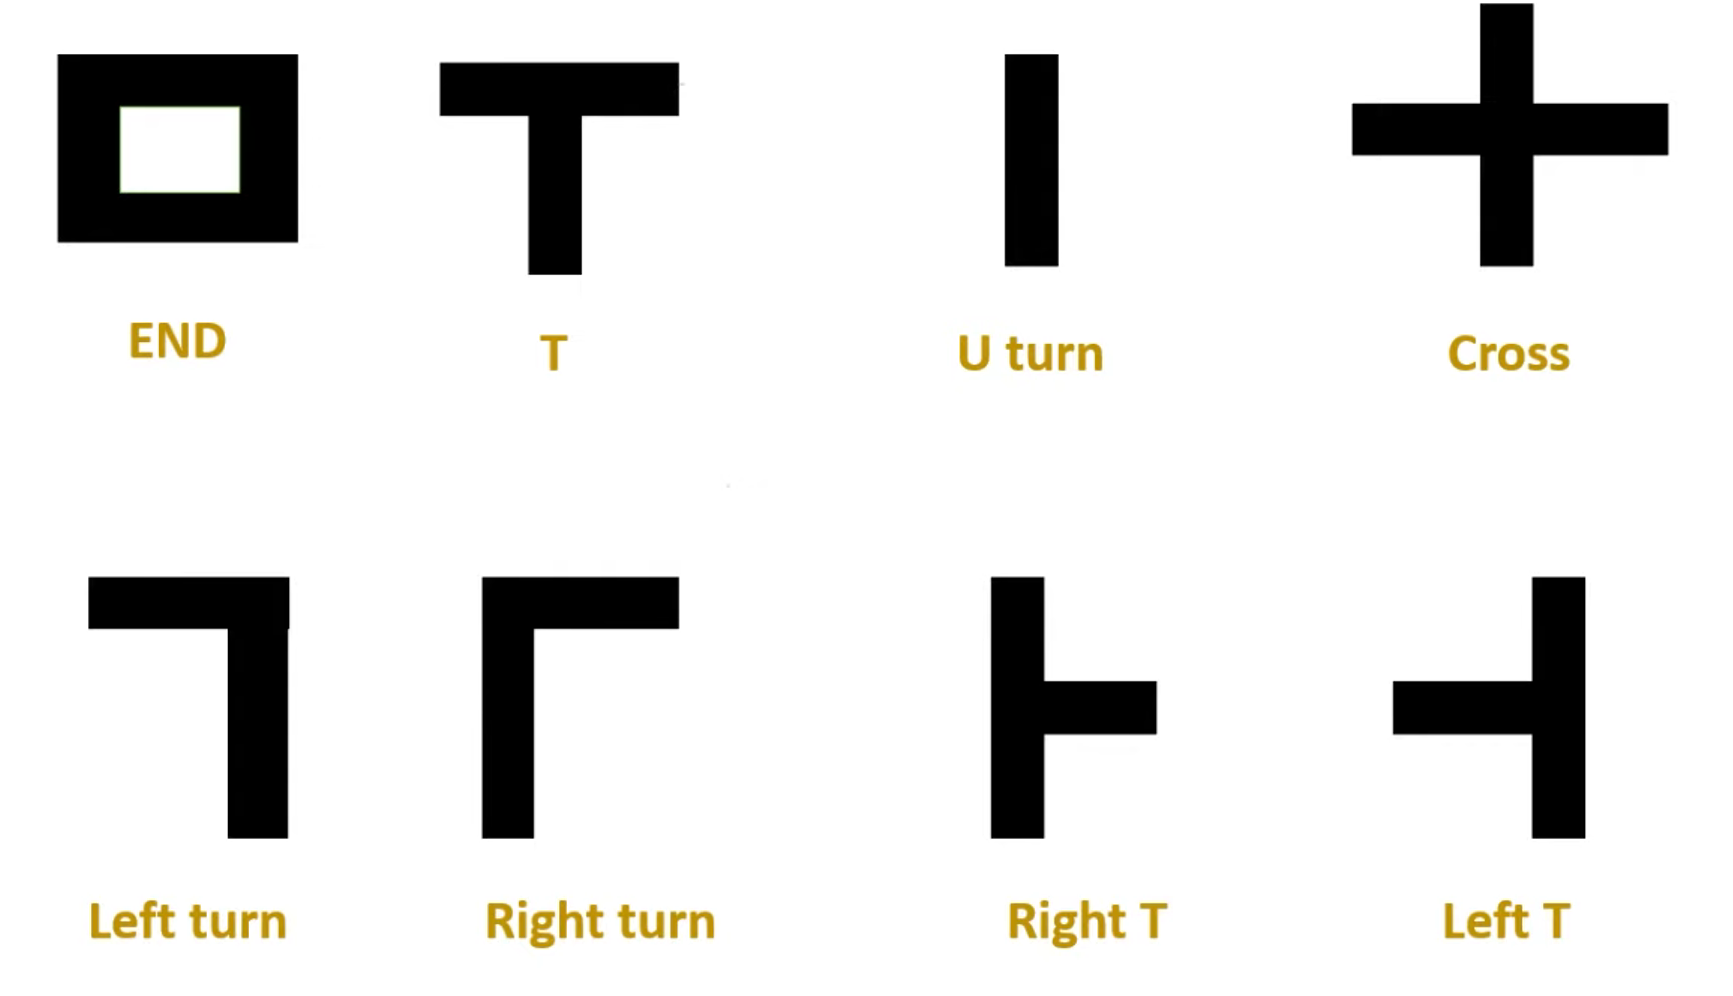 END
T
U turn
Cross
Left turn
Right turn
Right T
Left T